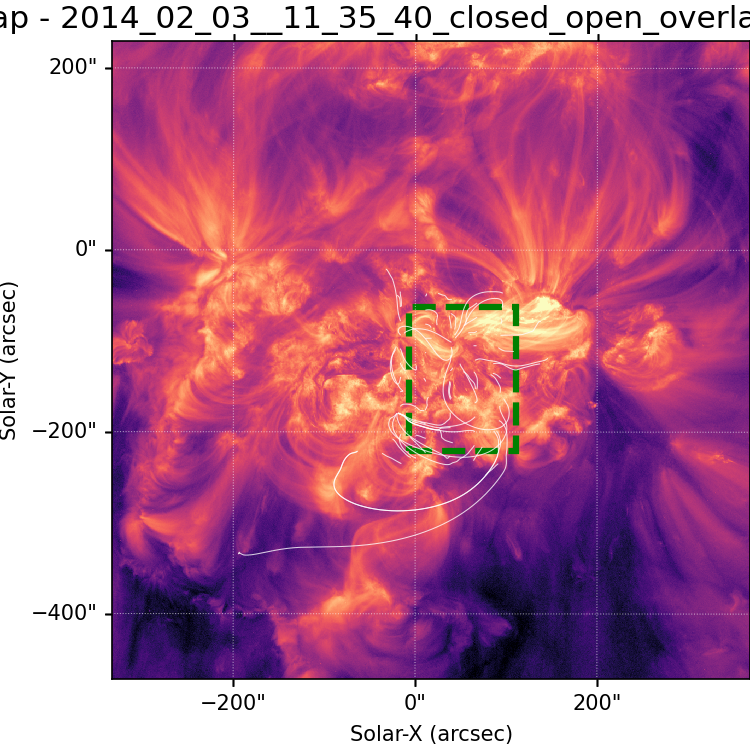 ap - 2014_02_03__11_35_40_closed_open_overla
200"
0"
−200"
−400"
Solar-Y (arcsec)
−200"
0"
200"
Solar-X (arcsec)